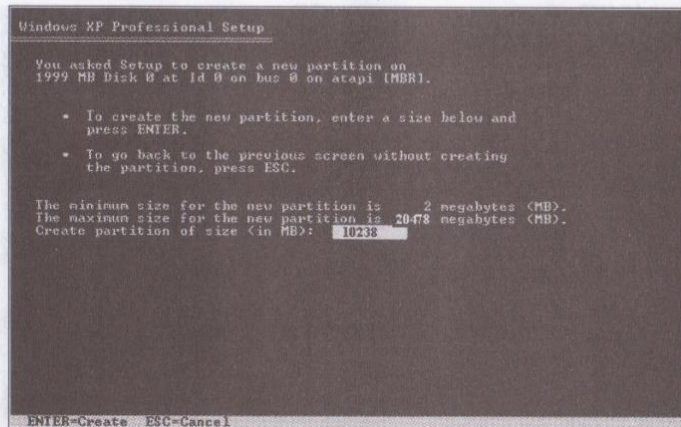 Windows XP Professional Setup
You asked Setup to create a new partition on
1999 MB Disk 0 at Id 0 on bus 0 on atapi [MBR].
• To create the new partition, enter a size below and
press ENTER.
• To go back to the previous screen without creating
the partition, press ESC.
The minimum size for the new partition is 2 megabytes (MB).
The maximum size for the new partition is 20478 megabytes (MB).
Create partition of size (in MB): 10238
ENTER=Create ESC=Cancel